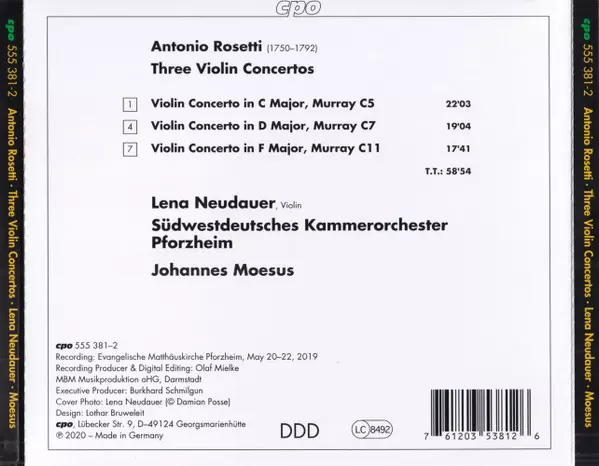 cpo
Antonio Rosetti (1750–1792)
Three Violin Concertos
1 Violin Concerto in C Major, Murray C5 22'03
4 Violin Concerto in D Major, Murray C7 19'04
7 Violin Concerto in F Major, Murray C11 17'41
T.T.: 58'54
Lena Neudauer, Violin
Südwestdeutsches Kammerorchester
Pforzheim
Johannes Moesus
cpo 555 381–2
Recording: Evangelische Matthäuskirche Pforzheim, May 20–22, 2019
Recording Producer & Digital Editing: Olaf Mielke
MBM Musikproduktion oHG, Darmstadt
Executive Producer: Burkhard Schmilgun
Cover Photo: Lena Neudauer (© Damian Posse)
Design: Lothar Bruweleit
cpo, Lübecker Str. 9, D–49124 Georgsmarienhütte
℗ 2020 – Made in Germany
DDD
LC 8492
7 61203 53812 6
cpo 555 381-2 Antonio Rosetti · Three Violin Concertos · Lena Neudauer · Moesus
cpo 555 381-2 Antonio Rosetti · Three Violin Concertos · Lena Neudauer · Moesus